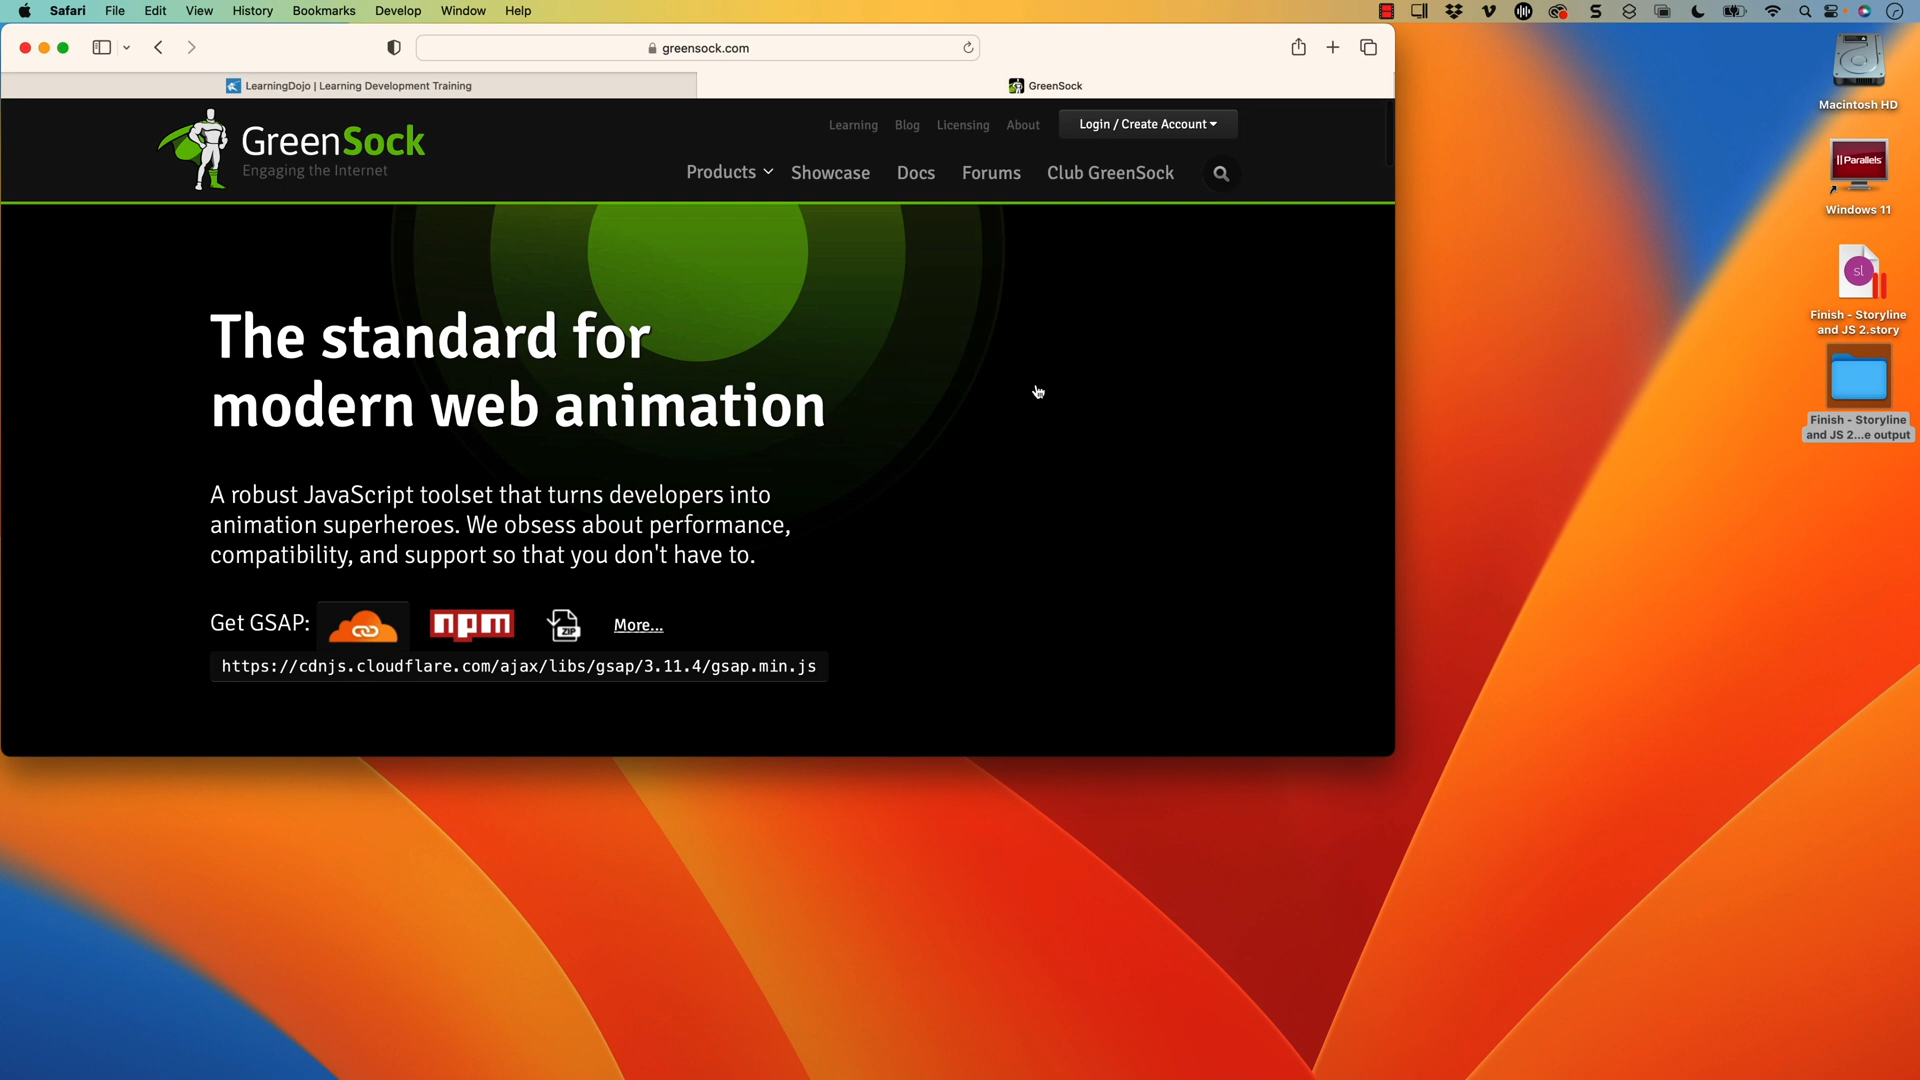 Safari File Edit View History Bookmarks Develop Window Help
greensock.com
LearningDojo | Learning Development Training
GreenSock
GreenSock
Engaging the Internet
Learning Blog Licensing About Login / Create Account
Products Showcase Docs Forums Club GreenSock
The standard for
modern web animation
A robust JavaScript toolset that turns developers into
animation superheroes. We obsess about performance,
compatibility, and support so that you don't have to.
Get GSAP: npm ZIP More...
https://cdnjs.cloudflare.com/ajax/libs/gsap/3.11.4/gsap.min.js
Macintosh HD
Parallels
Windows 11
sl
Finish - Storyline
and JS 2.story
Finish - Storyline
and JS 2...e output